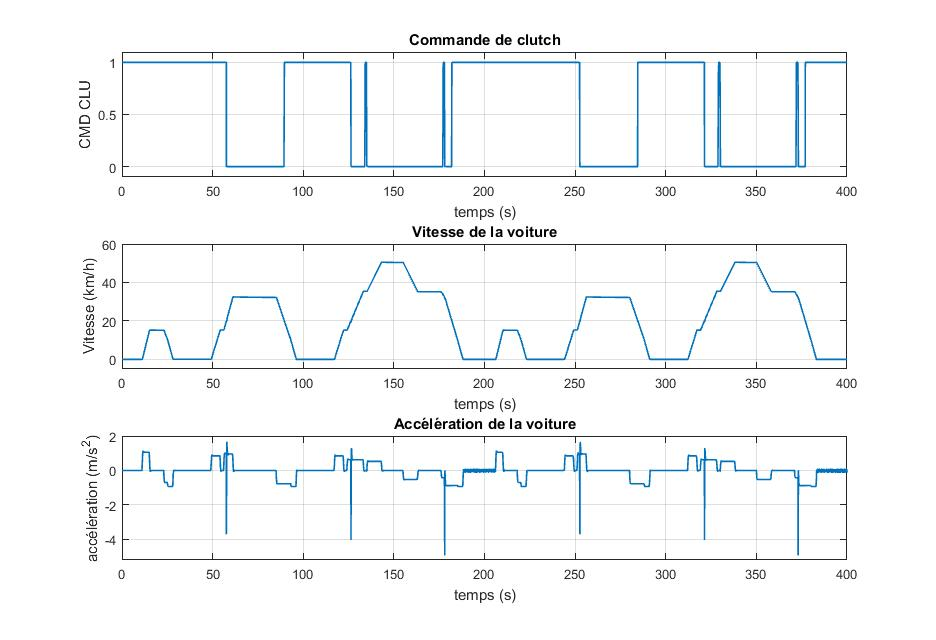 Commande de clutch
CMD CLU
1
0.5
0
0 50 100 150 200 250 300 350 400
temps (s)
Vitesse de la voiture
Vitesse (km/h)
60
40
20
0
0 50 100 150 200 250 300 350 400
temps (s)
Accélération de la voiture
accélération (m/s²)
2
0
-2
-4
0 50 100 150 200 250 300 350 400
temps (s)